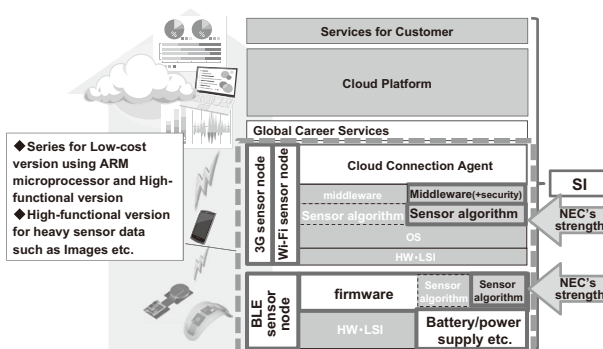 Services for Customer
Cloud Platform
Global Career Services
◆Series for Low-cost
version using ARM
microprocessor and High-
functional version
◆High-functional version
for heavy sensor data
such as Images etc.
3G sensor node
Wi-Fi sensor node
Cloud Connection Agent
middleware
Middleware(+security)
Sensor algorithm
Sensor algorithm
OS
HW・LSI
SI
NEC's
strength
BLE
sensor
node
firmware
Sensor
algorithm
Sensor
algorithm
HW・LSI
Battery/power
supply etc.
NEC's
strength